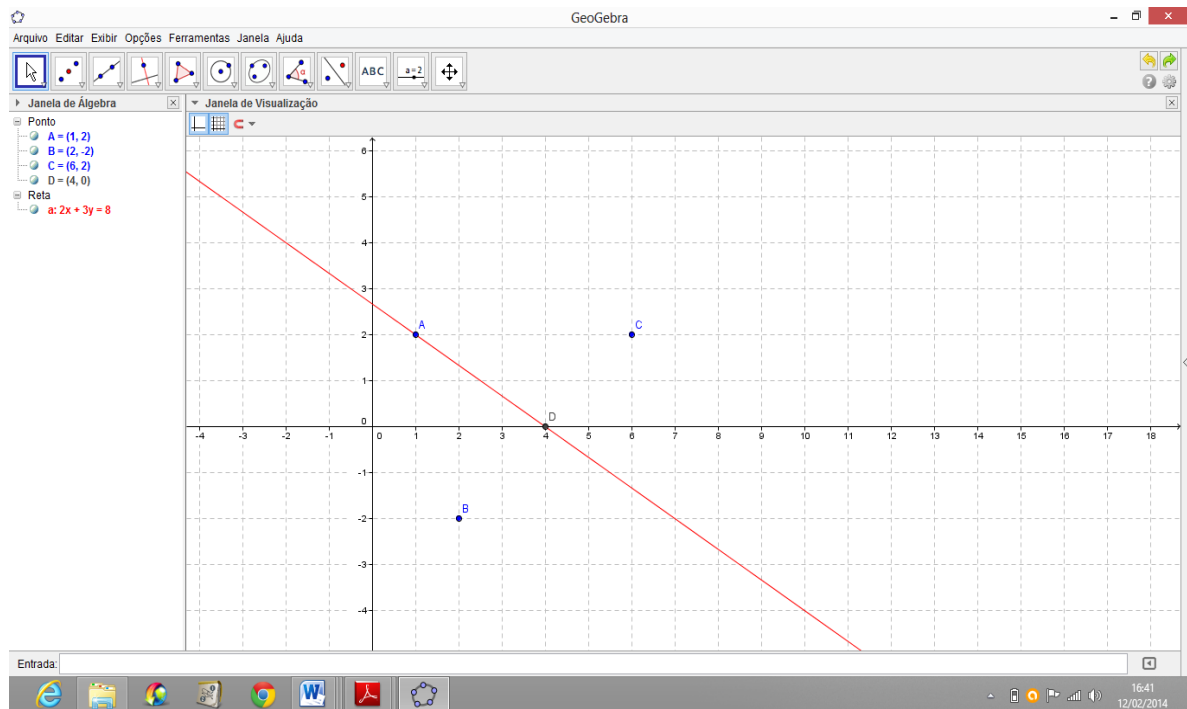 GeoGebra
Arquivo Editar Exibir Opções Ferramentas Janela Ajuda
ABC
a=2
Janela de Álgebra
Janela de Visualização
Ponto
A = (1, 2)
B = (2, -2)
C = (6, 2)
D = (4, 0)
Reta
a: 2x + 3y = 8
6
5
4
3
A
C
2
1
D
0
-4 -3 -2 -1 0 1 2 3 4 5 6 7 8 9 10 11 12 13 14 15 16 17 18
-1
B
-2
-3
-4
Entrada:
16:41
12/02/2014